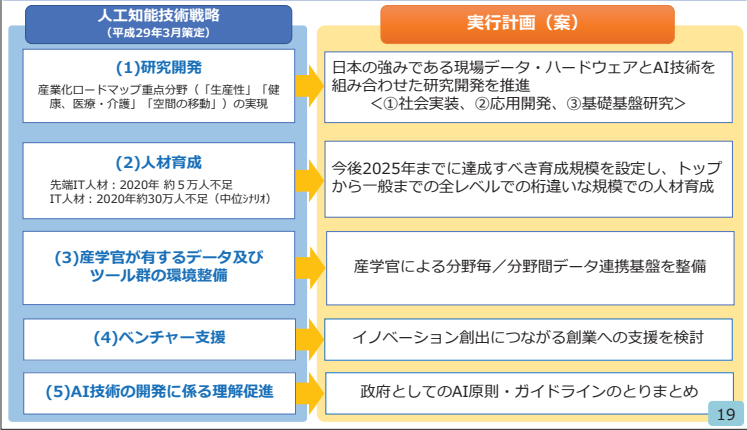 人工知能技術戦略
（平成29年3月策定）
実行計画（案）
(1)研究開発
産業化ロードマップ重点分野（「生産性」「健
康、医療・介護」「空間の移動」）の実現
日本の強みである現場データ・ハードウェアとAI技術を
組み合わせた研究開発を推進
＜①社会実装、②応用開発、③基礎基盤研究＞
(2)人材育成
先端IT人材：2020年 約５万人不足
IT人材：2020年約30万人不足（中位ｼﾅﾘｵ）
今後2025年までに達成すべき育成規模を設定し、トップ
から一般までの全レベルでの桁違いな規模での人材育成
(3)産学官が有するデータ及び
ツール群の環境整備
産学官による分野毎／分野間データ連携基盤を整備
(4)ベンチャー支援
イノベーション創出につながる創業への支援を検討
(5)AI技術の開発に係る理解促進
政府としてのAI原則・ガイドラインのとりまとめ
19